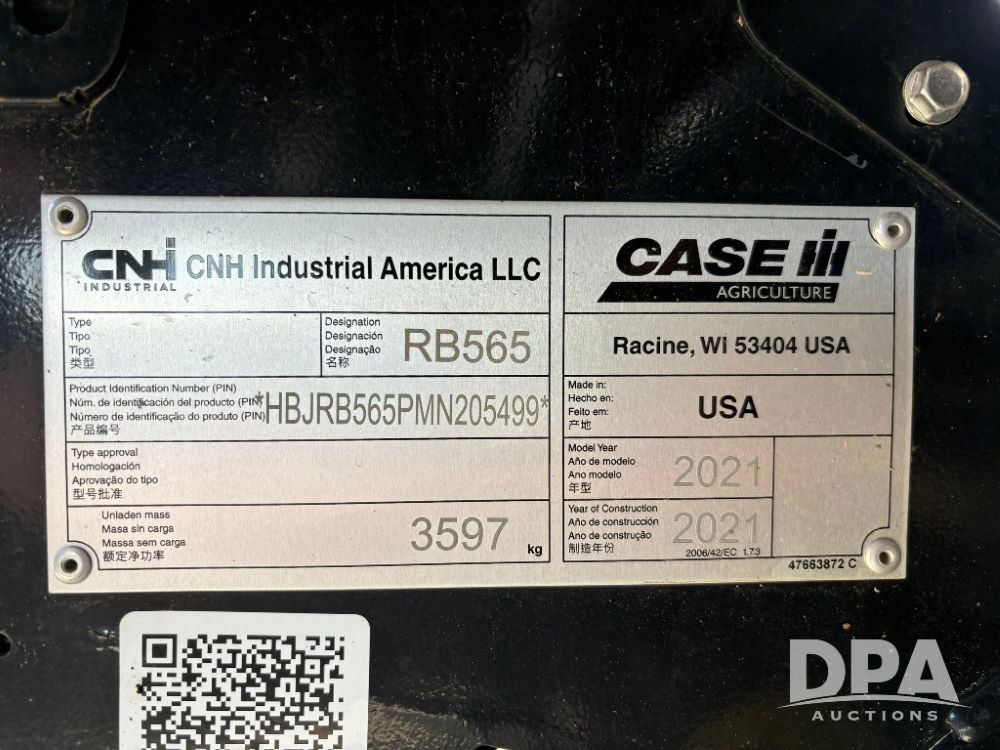 CNH
INDUSTRIAL
CNH Industrial America LLC
CASE IH
AGRICULTURE
Type
Tipo
Tipo
类型
Designation
Designación
Designação
名称
RB565
Racine, WI 53404 USA
Product Identification Number (PIN)
Núm. de identificación del producto (PIN)
Número de identificação do produto (PIN)
产品编号
*HBJRB565PMN205499*
Made in:
Hecho en:
Feito em:
产地
USA
Type approval
Homologación
Aprovação do tipo
型号批准
Model Year
Año de modelo
Ano modelo
年型
2021
Unladen mass
Masa sin carga
Massa sem carga
额定净功率
3597 kg
Year of Construction
Año de construcción
Ano de construção
制造年份
2021
2006/42/EC 1.7.3
47663872 C
DPA
AUCTIONS